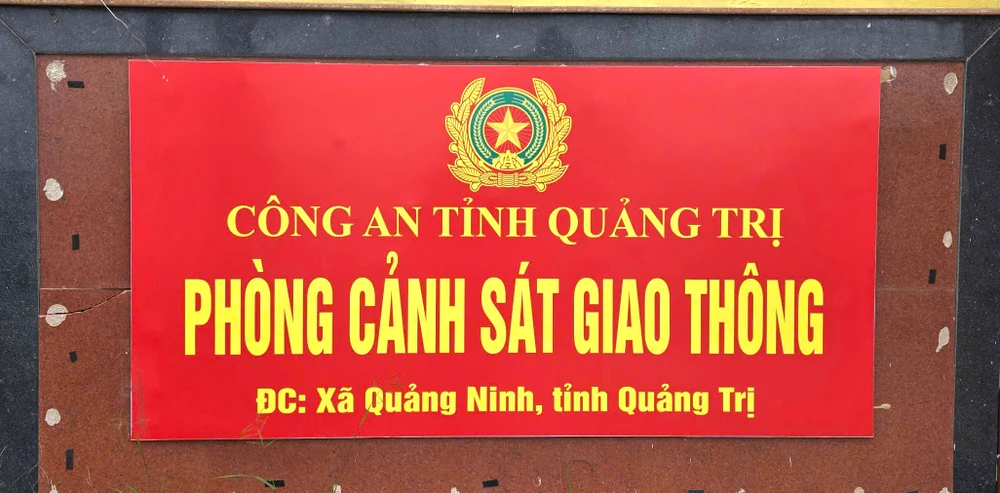 CÔNG AN TỈNH QUẢNG TRỊ
PHÒNG CẢNH SÁT GIAO THÔNG
ĐC: Xã Quảng Ninh, tỉnh Quảng Trị